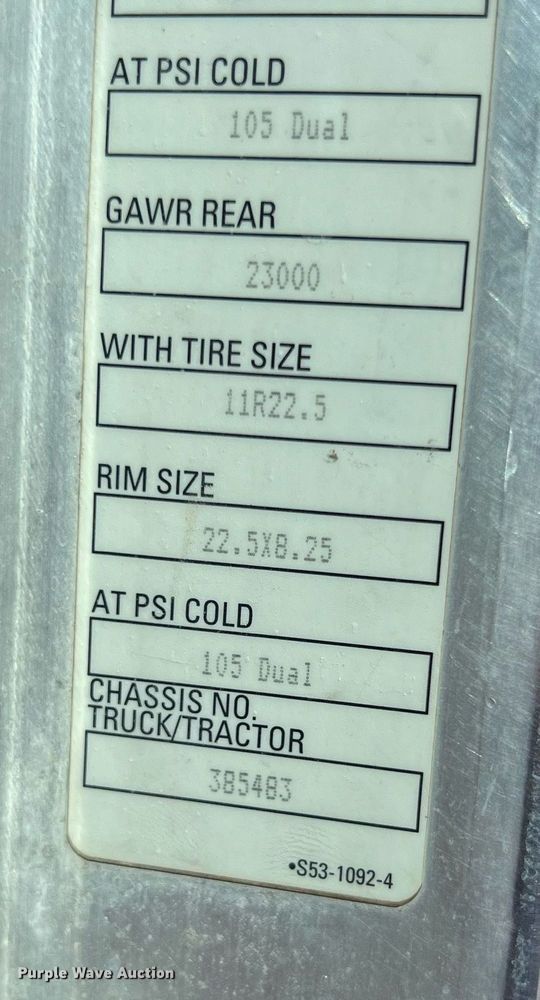 AT PSI COLD
105 Dual
GAWR REAR
23000
WITH TIRE SIZE
11R22.5
RIM SIZE
22.5X8.25
AT PSI COLD
105 Dual
CHASSIS NO.
TRUCK/TRACTOR
385483
•S53-1092-4
Purple Wave Auction